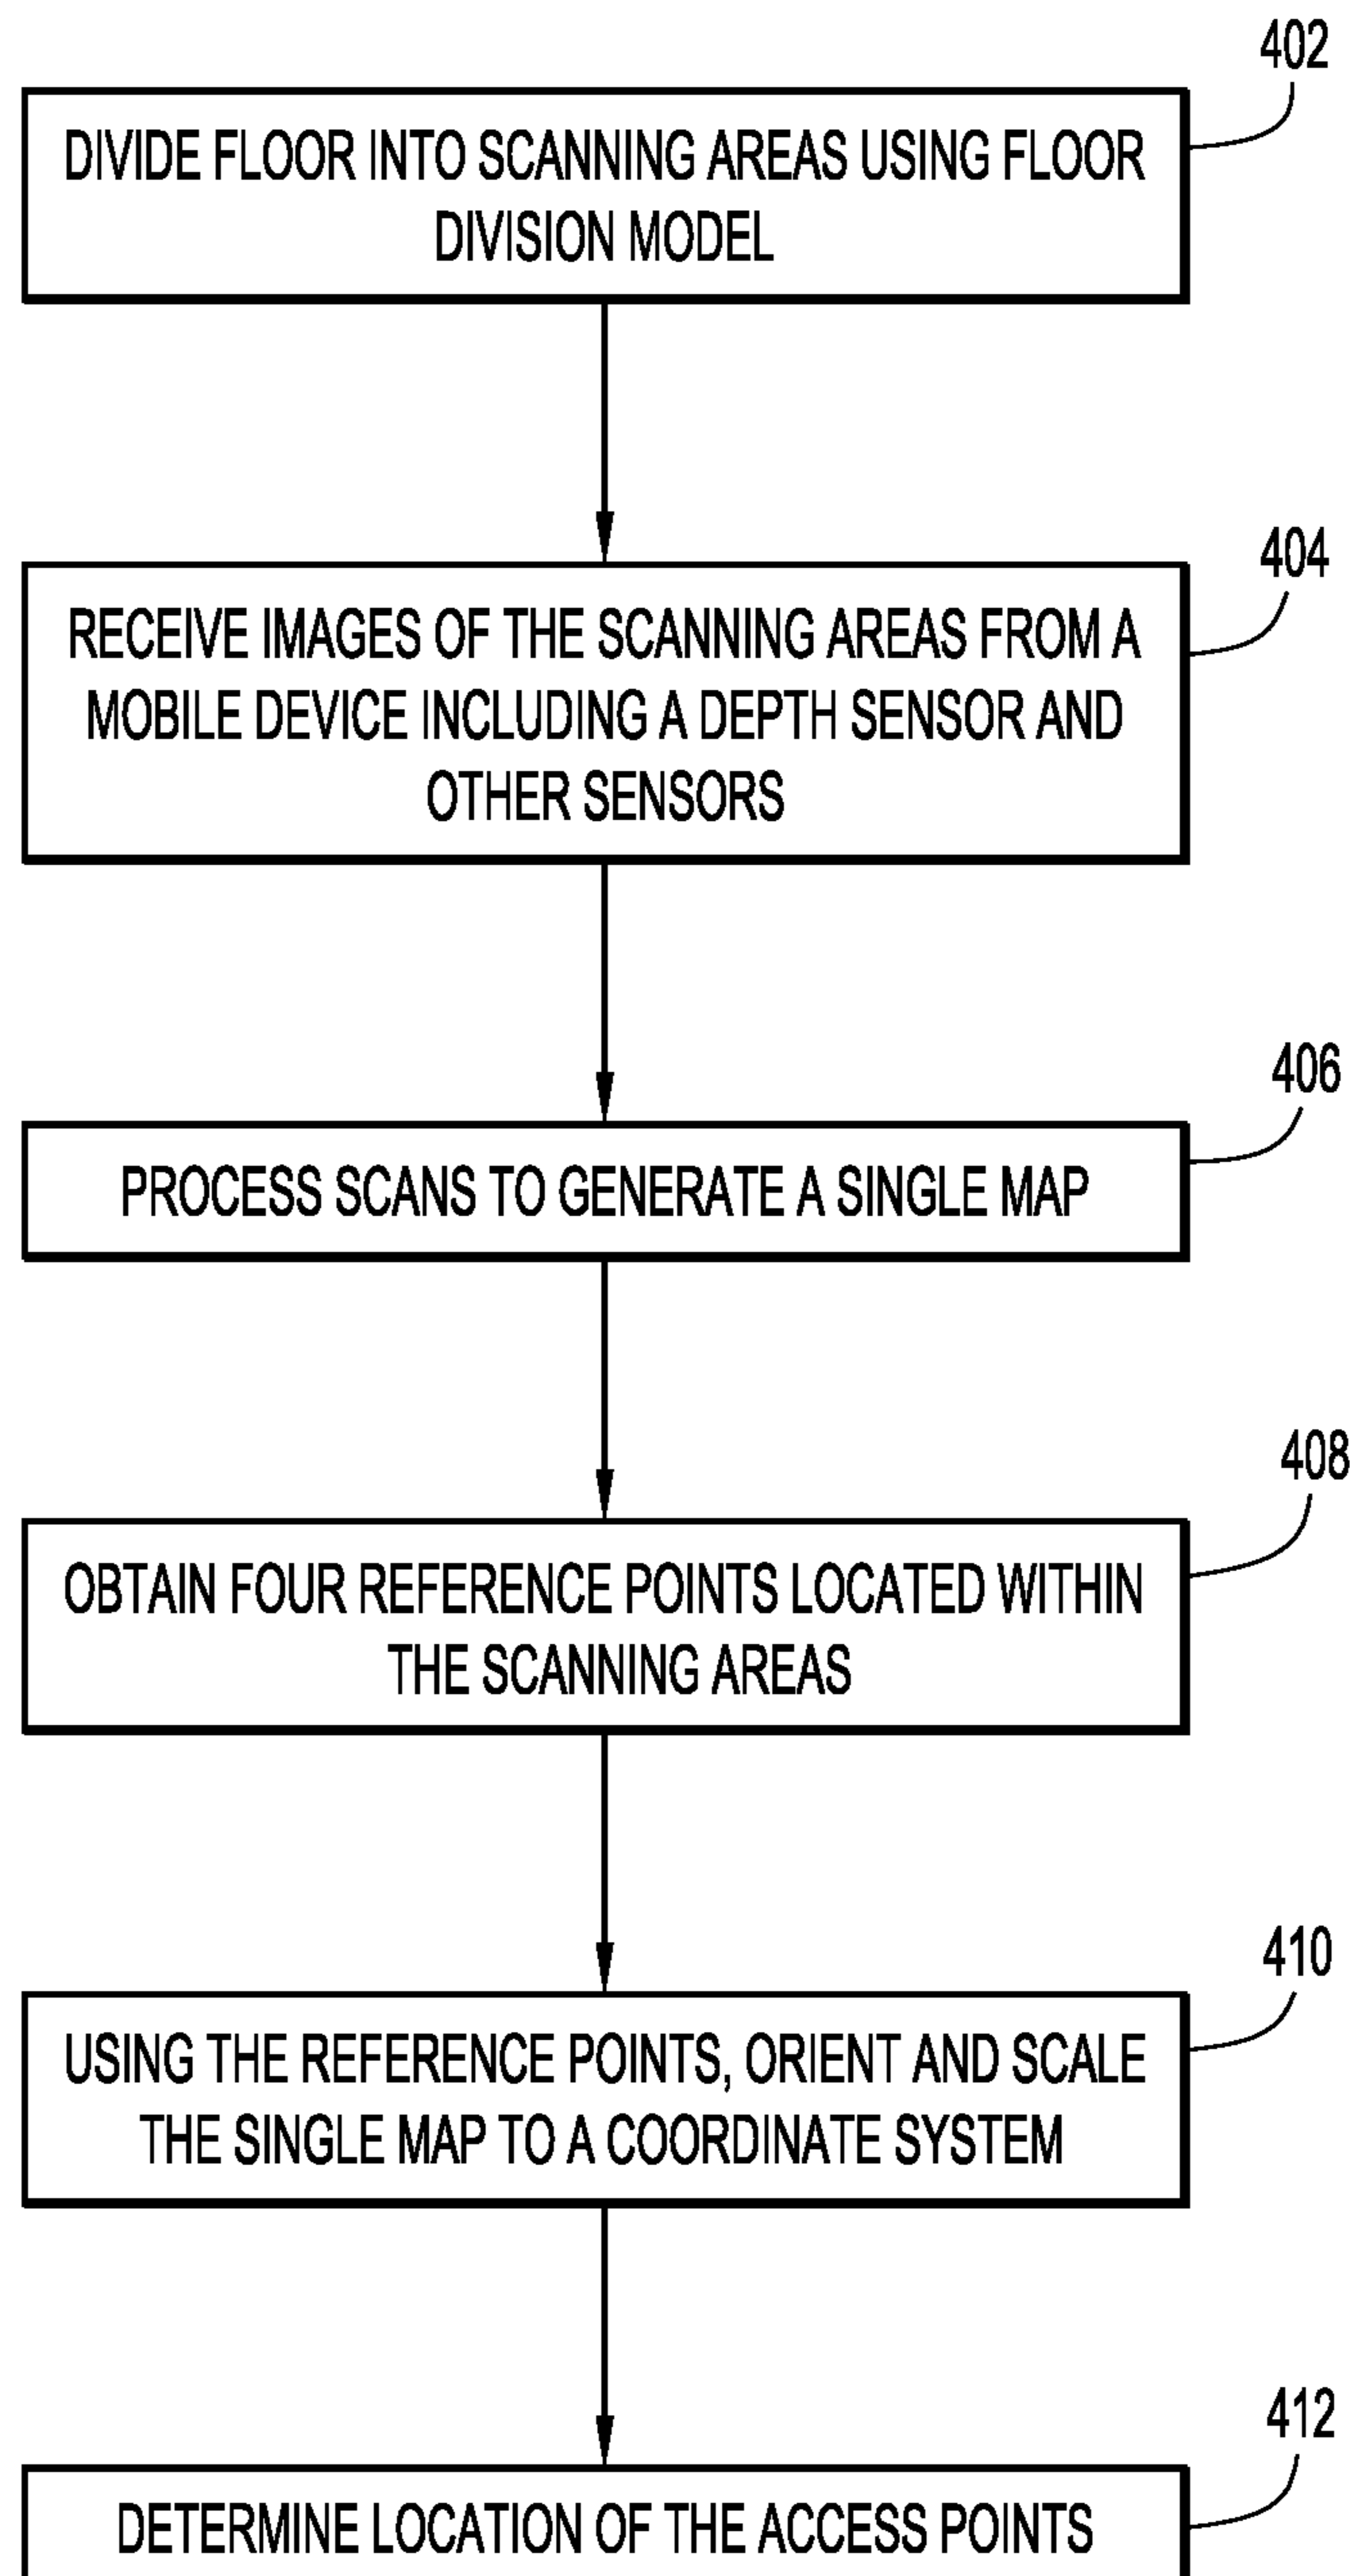 402
DIVIDE FLOOR INTO SCANNING AREAS USING FLOOR
DIVISION MODEL
404
RECEIVE IMAGES OF THE SCANNING AREAS FROM A
MOBILE DEVICE INCLUDING A DEPTH SENSOR AND
OTHER SENSORS
406
PROCESS SCANS TO GENERATE A SINGLE MAP
408
OBTAIN FOUR REFERENCE POINTS LOCATED WITHIN
THE SCANNING AREAS
410
USING THE REFERENCE POINTS, ORIENT AND SCALE
THE SINGLE MAP TO A COORDINATE SYSTEM
412
DETERMINE LOCATION OF THE ACCESS POINTS